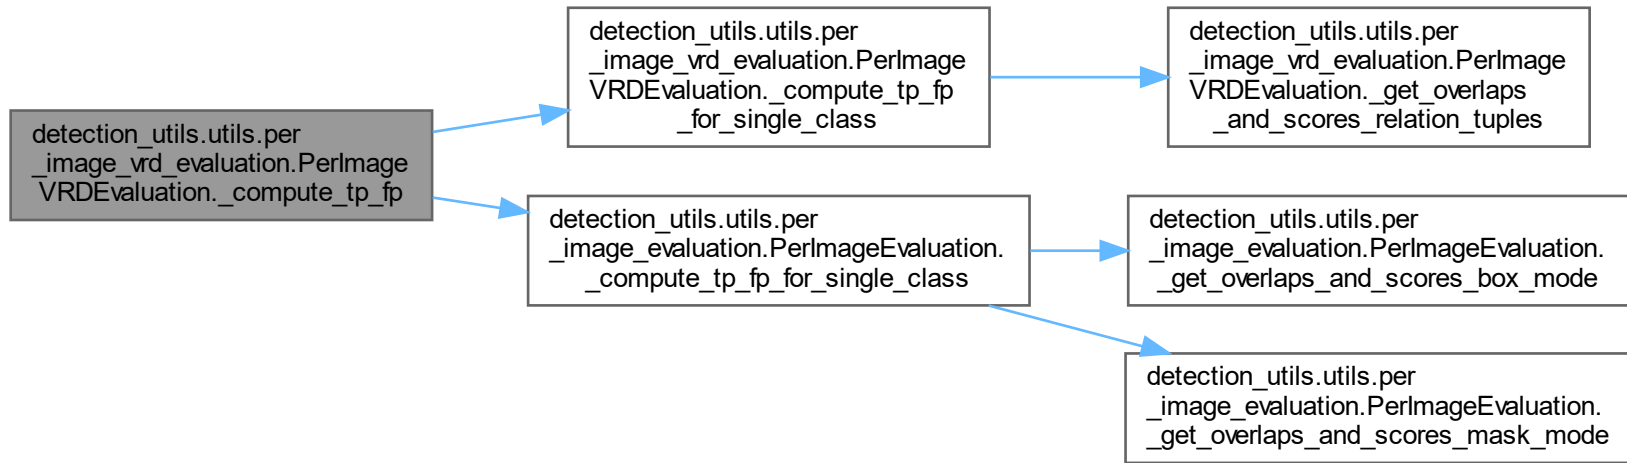 detection_utils.utils.per
_image_vrd_evaluation.PerImage
VRDEvaluation._compute_tp_fp
detection_utils.utils.per
_image_vrd_evaluation.PerImage
VRDEvaluation._compute_tp_fp
_for_single_class
detection_utils.utils.per
_image_vrd_evaluation.PerImage
VRDEvaluation._get_overlaps
_and_scores_relation_tuples
detection_utils.utils.per
_image_evaluation.PerImageEvaluation.
_compute_tp_fp_for_single_class
detection_utils.utils.per
_image_evaluation.PerImageEvaluation.
_get_overlaps_and_scores_box_mode
detection_utils.utils.per
_image_evaluation.PerImageEvaluation.
_get_overlaps_and_scores_mask_mode